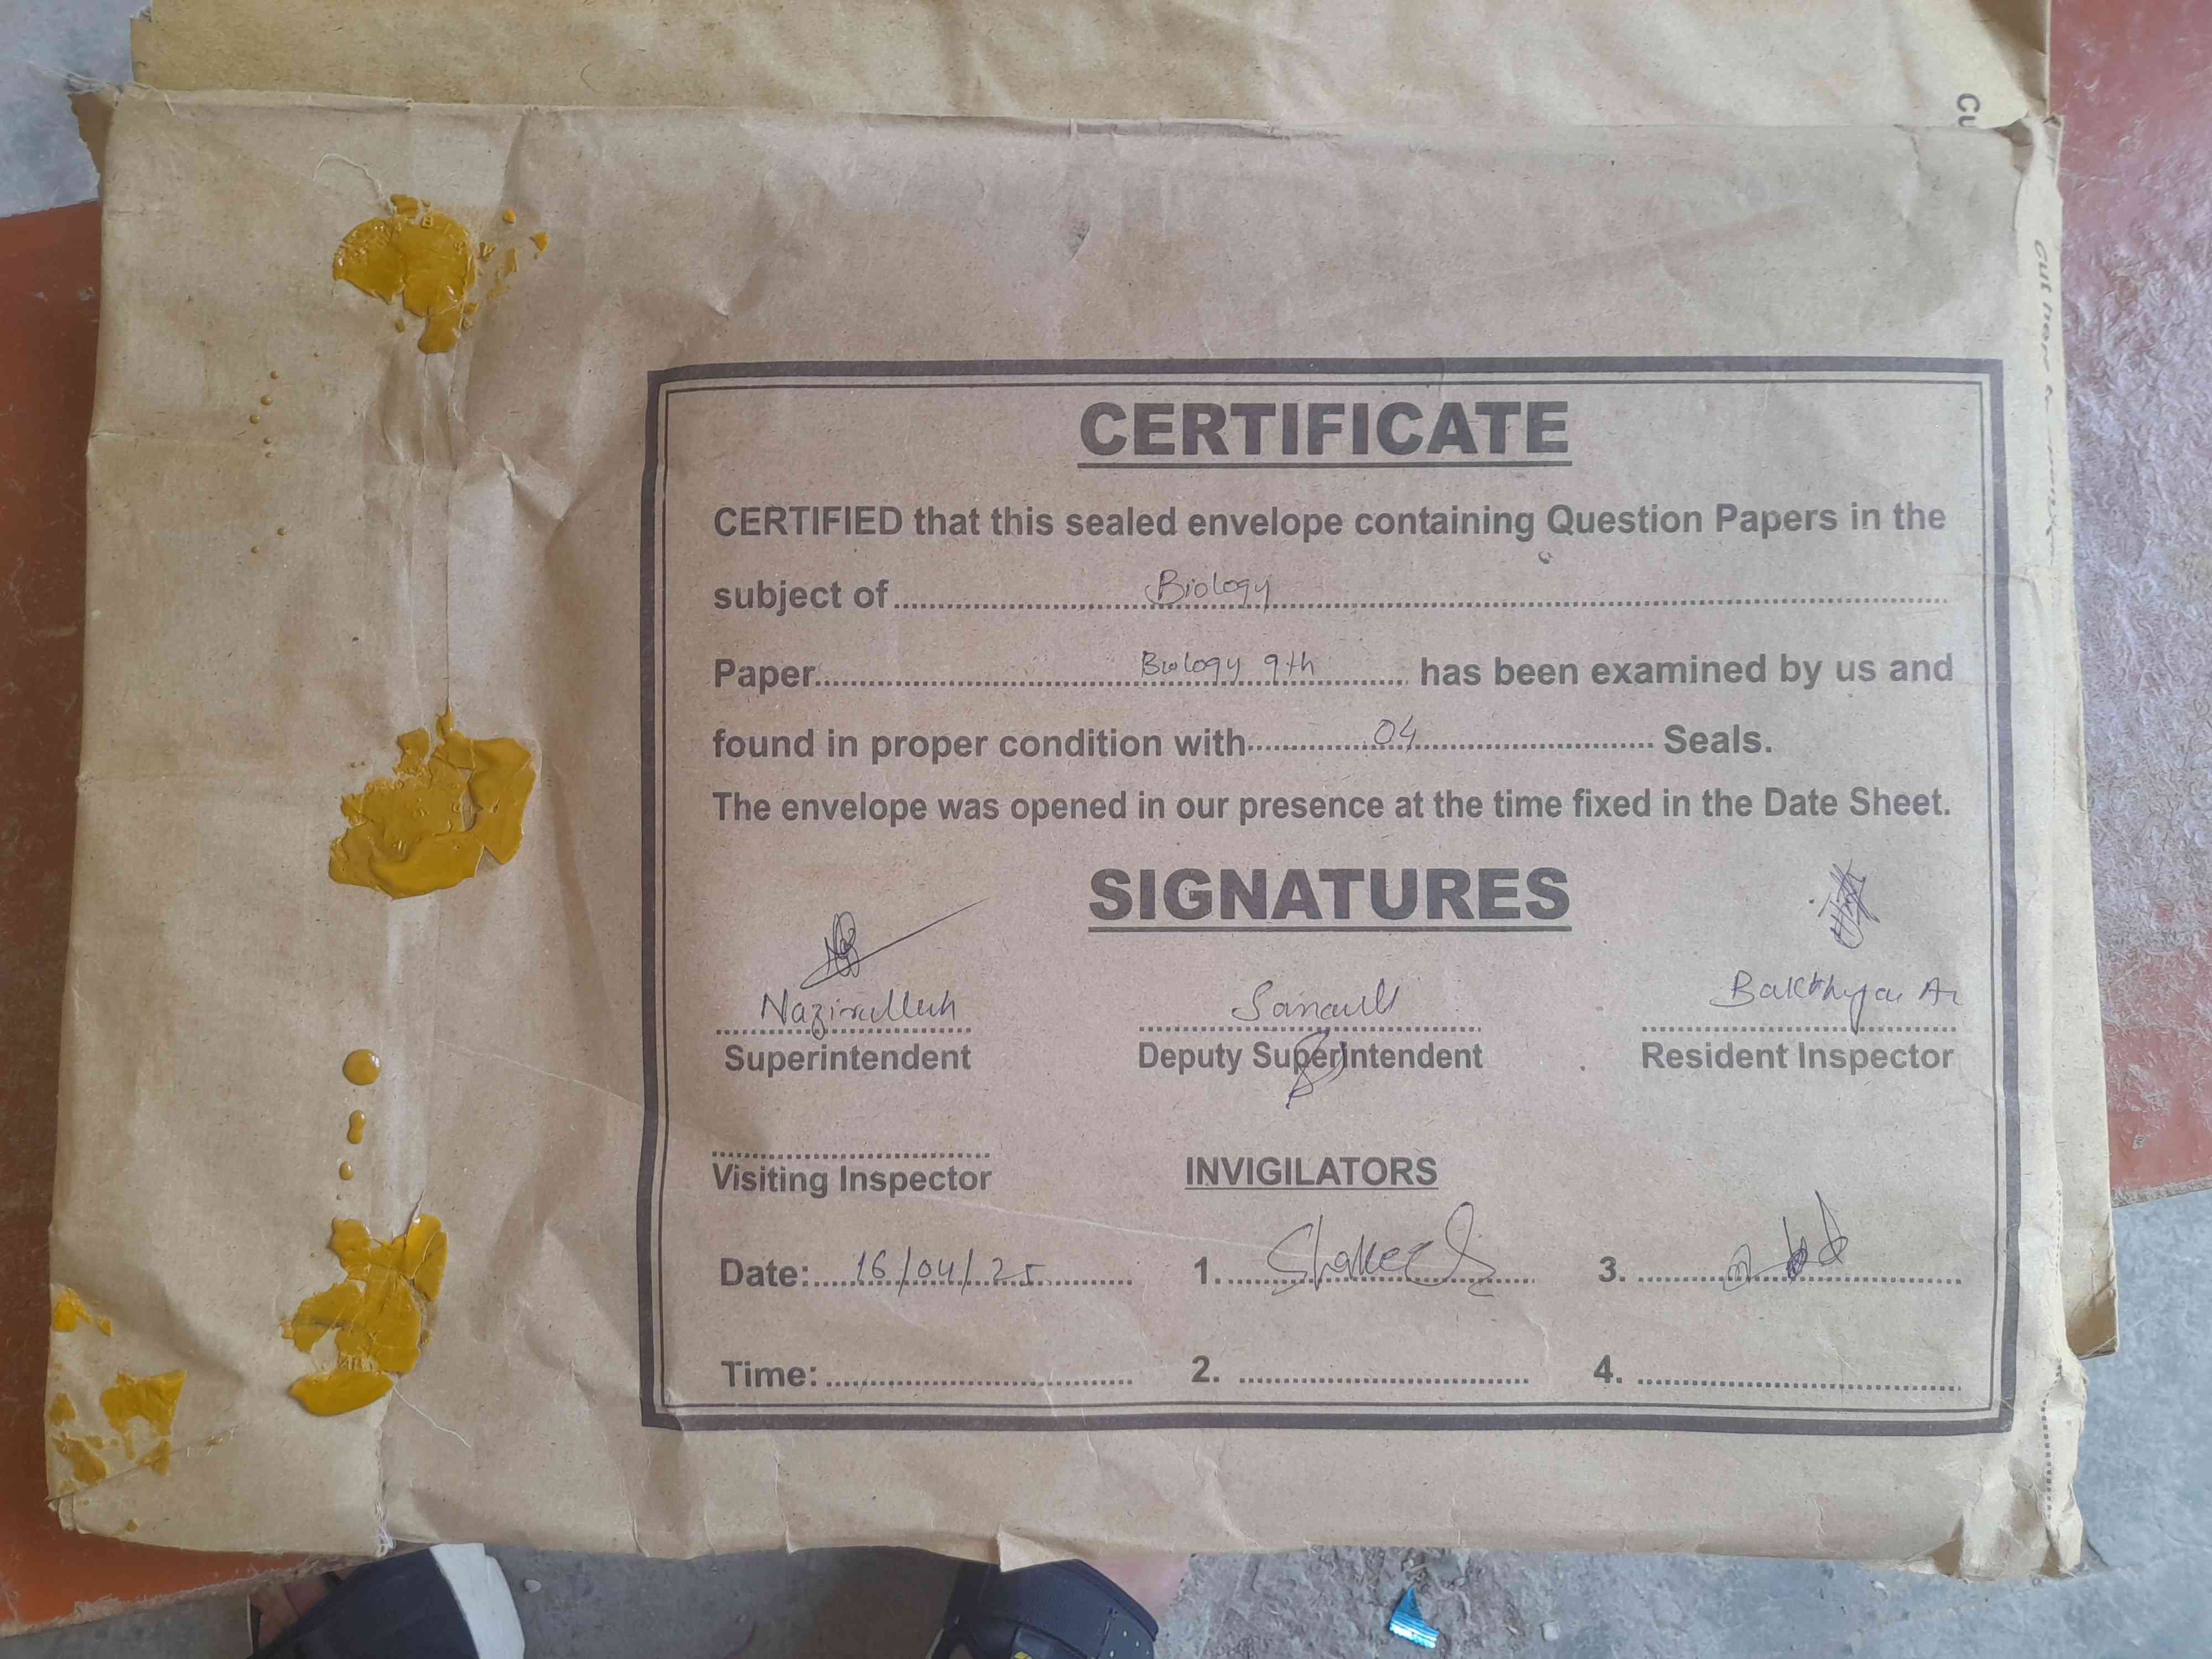 Cu
CERTIFICATE
CERTIFIED that this sealed envelope containing Question Papers in the
subject of Biology
Paper Biology 9th has been examined by us and
found in proper condition with 04 Seals.
The envelope was opened in our presence at the time fixed in the Date Sheet.
SIGNATURES
Nazirullah
Superintendent
Deputy Superintendent
Resident Inspector
Visiting Inspector
INVIGILATORS
Date: 16/04/25 1. Shakeel 3.
Time: 2. 4.